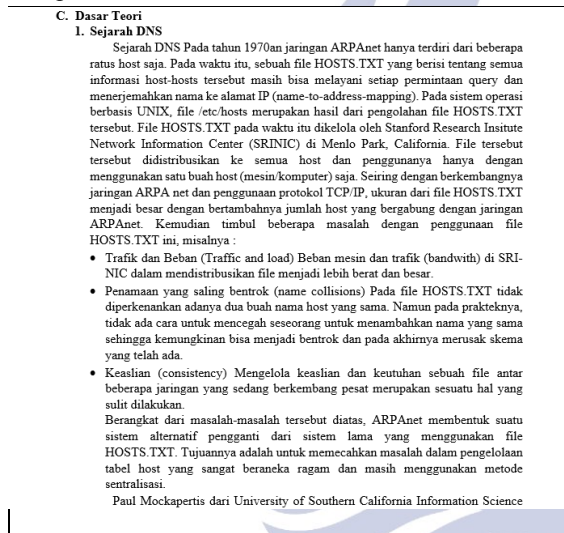 C. Dasar Teori
1. Sejarah DNS
Sejarah DNS Pada tahun 1970an jaringan ARPAnet hanya terdiri dari beberapa
ratus host saja. Pada waktu itu, sebuah file HOSTS.TXT yang berisi tentang semua
informasi host-hosts tersebut masih bisa melayani setiap permintaan query dan
menerjemahkan nama ke alamat IP (name-to-address-mapping). Pada sistem operasi
berbasis UNIX, file /etc/hosts merupakan hasil dari pengolahan file HOSTS.TXT
tersebut. File HOSTS.TXT pada waktu itu dikelola oleh Stanford Research Insitute
Network Information Center (SRINIC) di Menlo Park, California. File tersebut
tersebut didistribusikan ke semua host dan penggunanya hanya dengan
menggunakan satu buah host (mesin/komputer) saja. Seiring dengan berkembangnya
jaringan ARPA net dan penggunaan protokol TCP/IP, ukuran dari file HOSTS.TXT
menjadi besar dengan bertambahnya jumlah host yang bergabung dengan jaringan
ARPAnet. Kemudian timbul beberapa masalah dengan penggunaan file
HOSTS.TXT ini, misalnya :
• Trafik dan Beban (Traffic and load) Beban mesin dan trafik (bandwith) di SRI-
NIC dalam mendistribusikan file menjadi lebih berat dan besar.
• Penamaan yang saling bentrok (name collisions) Pada file HOSTS.TXT tidak
diperkenankan adanya dua buah nama host yang sama. Namun pada prakteknya,
tidak ada cara untuk mencegah seseorang untuk menambahkan nama yang sama
sehingga kemungkinan bisa menjadi bentrok dan pada akhirnya merusak skema
yang telah ada.
• Keaslian (consistency) Mengelola keaslian dan keutuhan sebuah file antar
beberapa jaringan yang sedang berkembang pesat merupakan sesuatu hal yang
sulit dilakukan.
Berangkat dari masalah-masalah tersebut diatas, ARPAnet membentuk suatu
sistem alternatif pengganti dari sistem lama yang menggunakan file
HOSTS.TXT. Tujuannya adalah untuk memecahkan masalah dalam pengelolaan
tabel host yang sangat beraneka ragam dan masih menggunakan metode
sentralisasi.
Paul Mockapertis dari University of Southern California Information Science